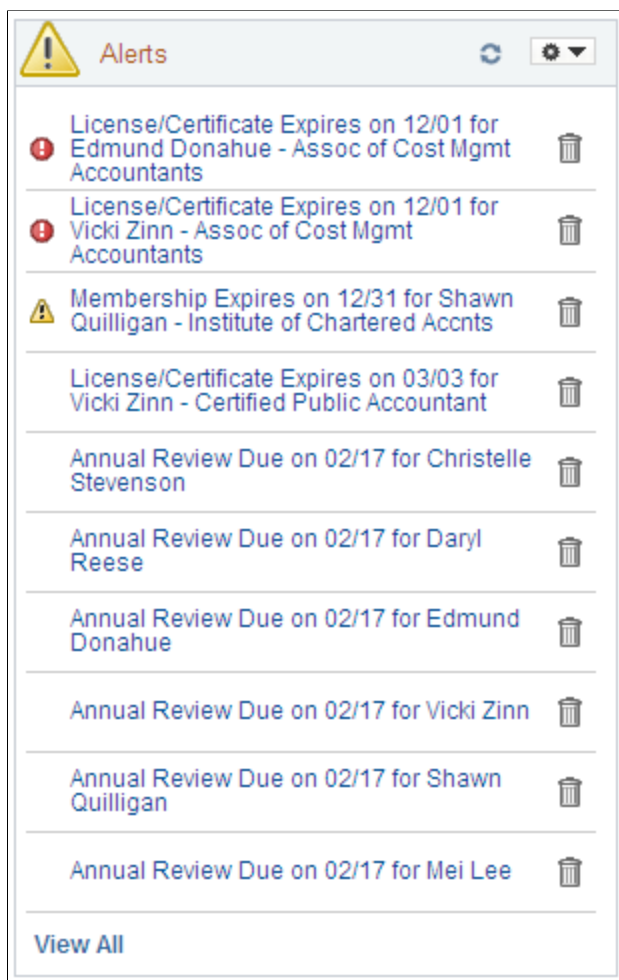 Alerts
License/Certificate Expires on 12/01 for
Edmund Donahue - Assoc of Cost Mgmt
Accountants
License/Certificate Expires on 12/01 for
Vicki Zinn - Assoc of Cost Mgmt
Accountants
Membership Expires on 12/31 for Shawn
Quilligan - Institute of Chartered Accnts
License/Certificate Expires on 03/03 for
Vicki Zinn - Certified Public Accountant
Annual Review Due on 02/17 for Christelle
Stevenson
Annual Review Due on 02/17 for Daryl
Reese
Annual Review Due on 02/17 for Edmund
Donahue
Annual Review Due on 02/17 for Vicki Zinn
Annual Review Due on 02/17 for Shawn
Quilligan
Annual Review Due on 02/17 for Mei Lee
View All